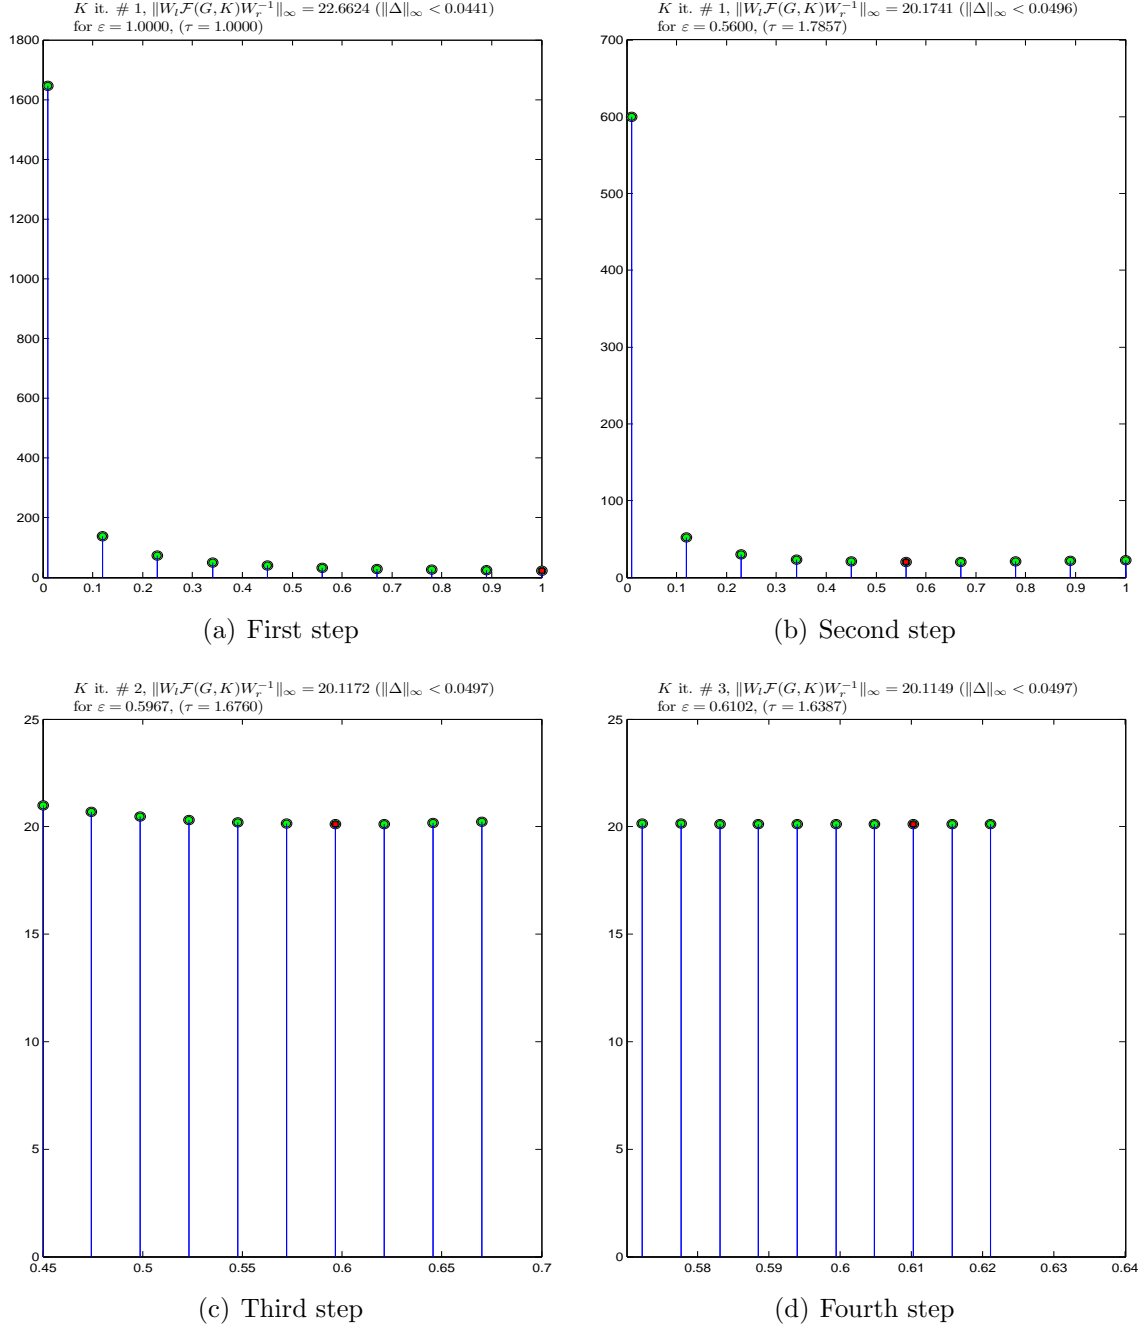 K it. # 1, ∥W_l F(G, K)W_r^{-1}∥_∞ = 22.6624 (∥Δ∥_∞ < 0.0441)
for ε = 1.0000, (τ = 1.0000)
1800
1600
1400
1200
1000
800
600
400
200
0
0 0.1 0.2 0.3 0.4 0.5 0.6 0.7 0.8 0.9 1
(a) First step
K it. # 1, ∥W_l F(G, K)W_r^{-1}∥_∞ = 20.1741 (∥Δ∥_∞ < 0.0496)
for ε = 0.5600, (τ = 1.7857)
700
600
500
400
300
200
100
0
0 0.1 0.2 0.3 0.4 0.5 0.6 0.7 0.8 0.9 1
(b) Second step
K it. # 2, ∥W_l F(G, K)W_r^{-1}∥_∞ = 20.1172 (∥Δ∥_∞ < 0.0497)
for ε = 0.5967, (τ = 1.6760)
25
20
15
10
5
0
0.45 0.5 0.55 0.6 0.65 0.7
(c) Third step
K it. # 3, ∥W_l F(G, K)W_r^{-1}∥_∞ = 20.1149 (∥Δ∥_∞ < 0.0497)
for ε = 0.6102, (τ = 1.6387)
25
20
15
10
5
0
0.58 0.59 0.6 0.61 0.62 0.63 0.64
(d) Fourth step